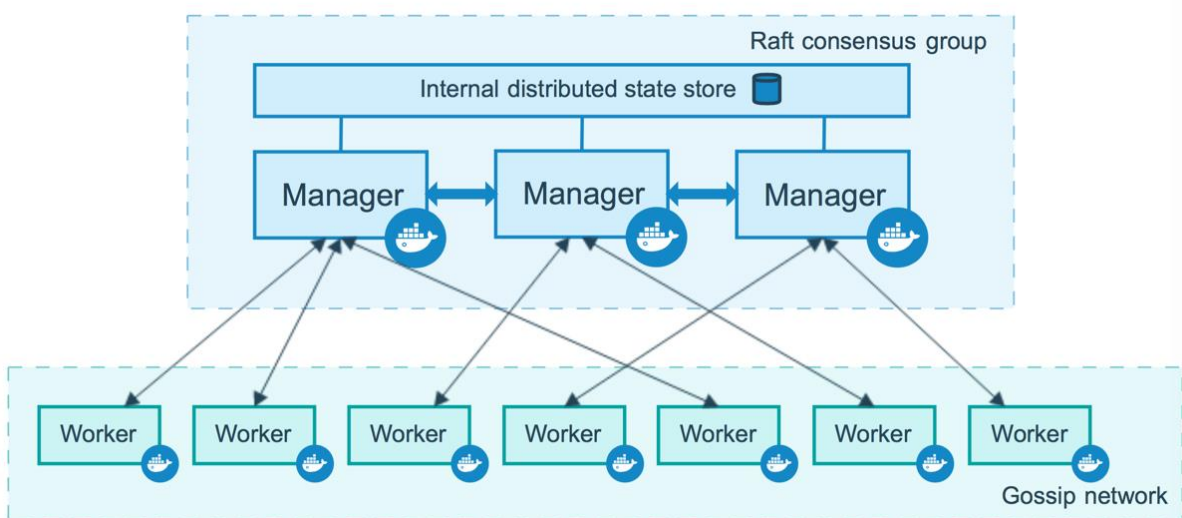 Raft consensus group
Internal distributed state store
Manager
Manager
Manager
Worker
Worker
Worker
Worker
Worker
Worker
Worker
Gossip network